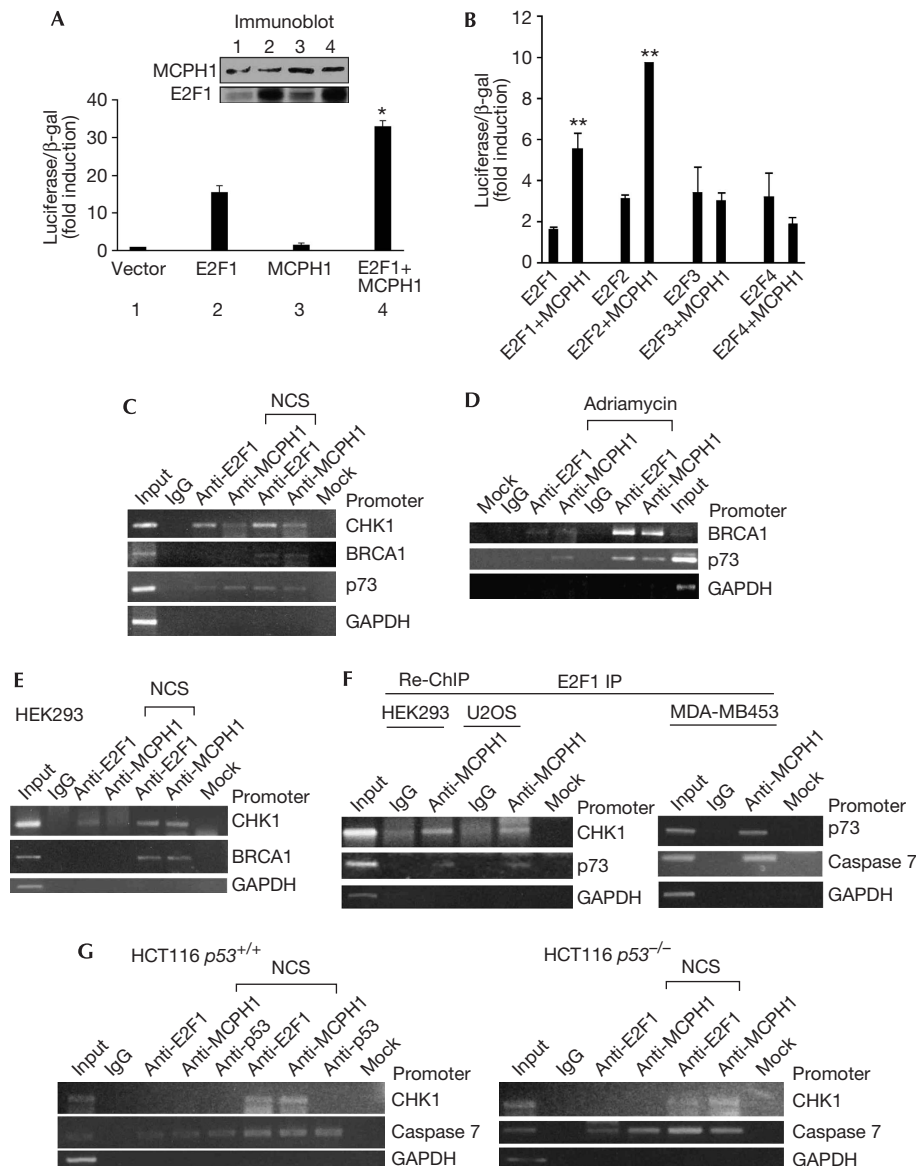 A
Immunoblot
1 2 3 4
MCPH1
E2F1
Luciferase/β-gal
(fold induction)
40
30
20
10
0
*
Vector E2F1 MCPH1 E2F1+
MCPH1
1 2 3 4
B
Luciferase/β-gal
(fold induction)
12
10
8
6
4
2
0
** **
E2F1
E2F1+MCPH1
E2F2
E2F2+MCPH1
E2F3
E2F3+MCPH1
E2F4
E2F4+MCPH1
C
NCS
Input IgG Anti-E2F1 Anti-MCPH1 Anti-E2F1 Anti-MCPH1 Mock
Promoter
CHK1
BRCA1
p73
GAPDH
D
Adriamycin
Mock IgG Anti-E2F1 Anti-MCPH1 IgG Anti-E2F1 Anti-MCPH1 Input
Promoter
BRCA1
p73
GAPDH
E
NCS
HEK293
Input IgG Anti-E2F1 Anti-MCPH1 Anti-E2F1 Anti-MCPH1 Mock
Promoter
CHK1
BRCA1
GAPDH
F
Re-ChIP E2F1 IP
HEK293 U2OS MDA-MB453
Input IgG Anti-MCPH1 IgG Anti-MCPH1 Mock
Promoter
CHK1
p73
GAPDH
Input IgG Anti-MCPH1 Mock
Promoter
p73
Caspase 7
GAPDH
G
HCT116 p53+/+
NCS
Input IgG Anti-E2F1 Anti-MCPH1 Anti-p53 Anti-E2F1 Anti-MCPH1 Anti-p53 Mock
Promoter
CHK1
Caspase 7
GAPDH
HCT116 p53–/–
NCS
Input IgG Anti-E2F1 Anti-MCPH1 Anti-E2F1 Anti-MCPH1 Mock
Promoter
CHK1
Caspase 7
GAPDH